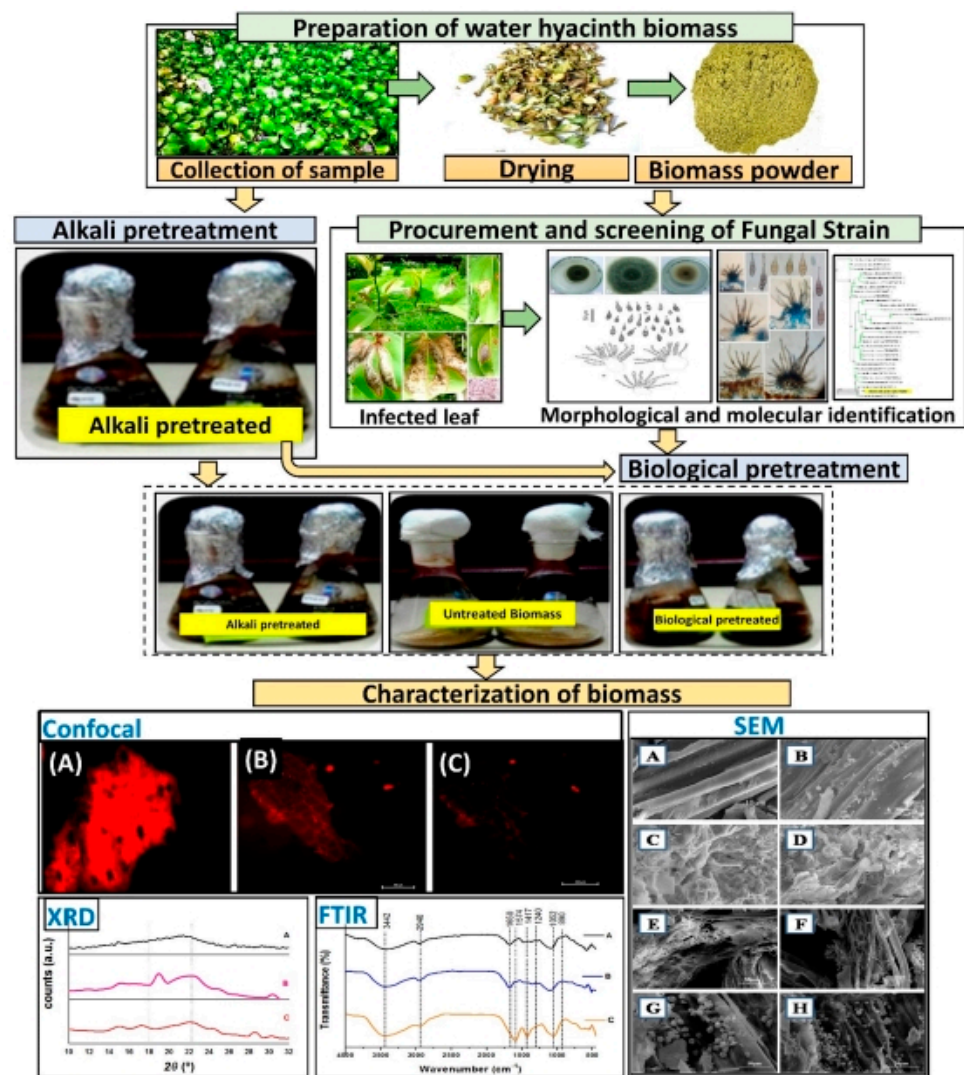 Preparation of water hyacinth biomass
Collection of sample
Drying
Biomass powder
Alkali pretreatment
Alkali pretreated
Procurement and screening of Fungal Strain
Infected leaf
Morphological and molecular identification
Biological pretreatment
Alkali pretreated
Untreated Biomass
Biological pretreated
Characterization of biomass
Confocal
(A)
(B)
(C)
XRD
counts (a.u.)
A
B
C
10 14 16 18 20 22 24 26 28 30 32
2θ (°)
FTIR
Transmittance (%)
3442
1417
1240
A
B
C
4000 3500 3000 2500 2000 1500 1000 500
Wavenumber (cm⁻¹)
SEM
A
B
C
D
E
F
G
H